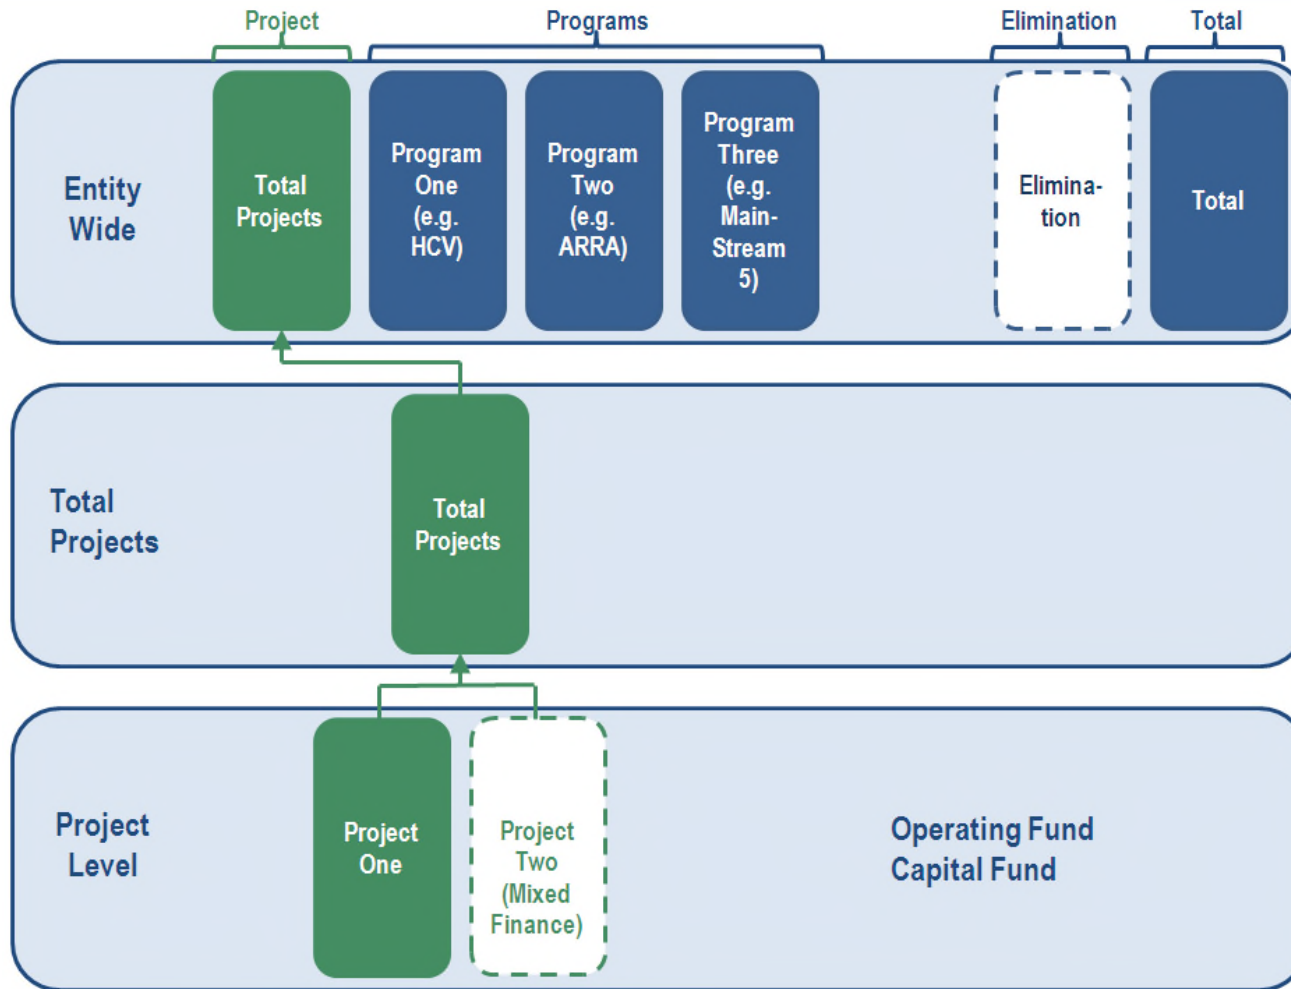 Project
Programs
Elimination
Total
Entity
Wide
Total
Projects
Program
One
(e.g.
HCV)
Program
Two
(e.g.
ARRA)
Program
Three
(e.g.
Main-
Stream
5)
Elimina-
tion
Total
Total
Projects
Total
Projects
Project
Level
Project
One
Project
Two
(Mixed
Finance)
Operating Fund
Capital Fund